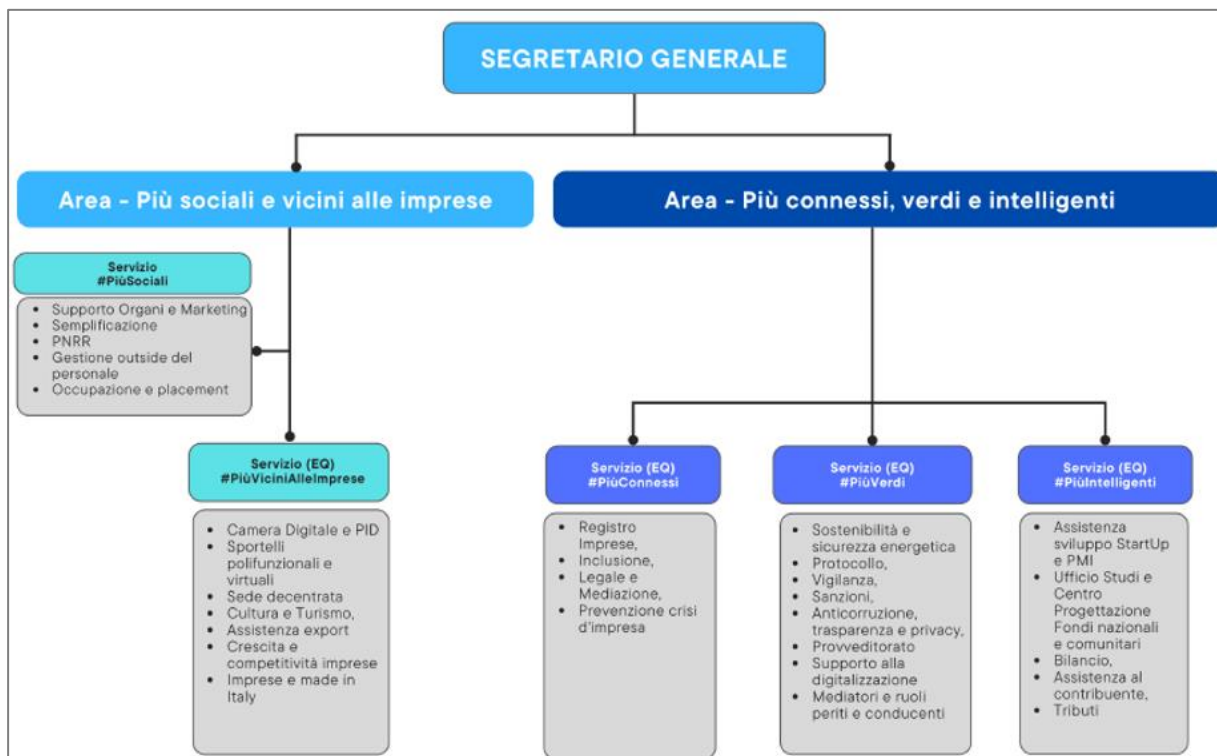 SEGRETARIO GENERALE
Area - Più sociali e vicini alle imprese
Area - Più connessi, verdi e intelligenti
Servizio
#PiùSociali
• Supporto Organi e Marketing
• Semplificazione
• PNRR
• Gestione outside del
personale
• Occupazione e placement
Servizio (EQ)
#PiùViciniAlleImprese
• Camera Digitale e PID
• Sportelli
polifunzionali e
virtuali
• Sede decentrata
• Cultura e Turismo,
• Assistenza export
• Crescita e
competitività imprese
• Imprese e made in
Italy
Servizio (EQ)
#PiùConnessi
• Registro
Imprese,
• Inclusione,
• Legale e
Mediazione,
• Prevenzione crisi
d'impresa
Servizio (EQ)
#PiùVerdi
• Sostenibilità e
sicurezza energetica
• Protocollo,
• Vigilanza,
• Sanzioni,
• Anticorruzione,
trasparenza e privacy,
• Provveditorato
• Supporto alla
digitalizzazione
• Mediatori e ruoli
periti e conducenti
Servizio (EQ)
#PiùIntelligenti
• Assistenza
sviluppo StartUp
e PMI
• Ufficio Studi e
Centro
Progettazione
Fondi nazionali
e comunitari
• Bilancio,
• Assistenza al
contribuente,
• Tributi